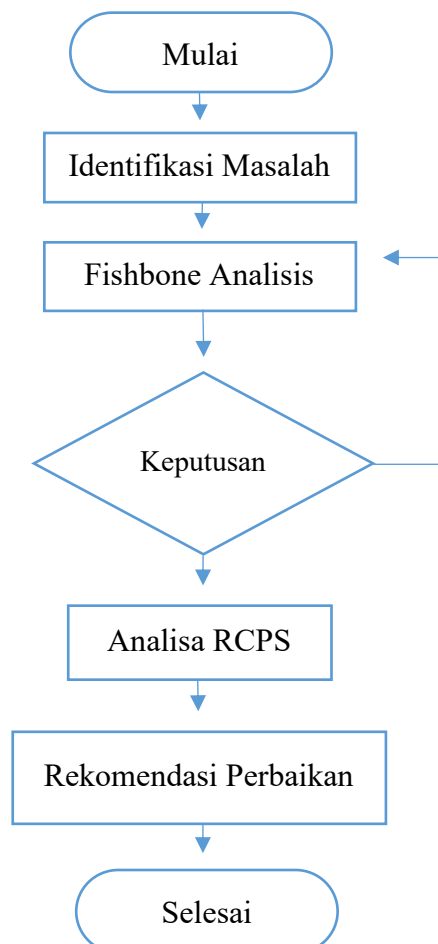 Mulai
Identifikasi Masalah
Fishbone Analisis
Keputusan
Analisa RCPS
Rekomendasi Perbaikan
Selesai